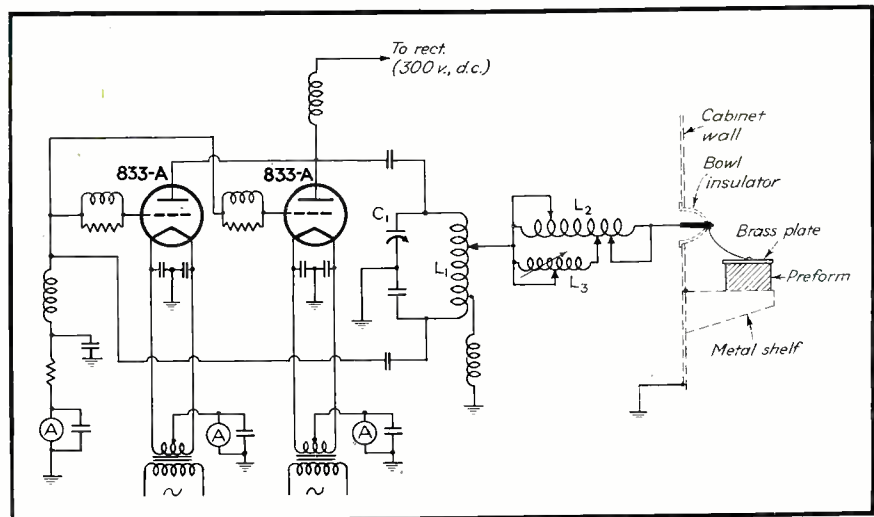 To rect.
(300 v., d.c.)
833-A
833-A
C1
L1
L2
L3
A
A
A
Cabinet
wall
Bowl
insulator
Brass plate
Preform
Metal shelf